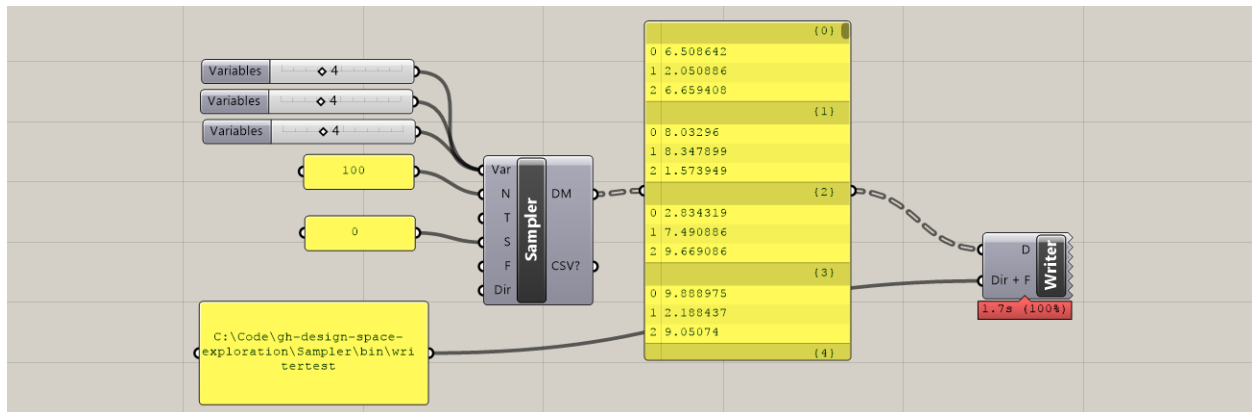 Variables 4
Variables 4
Variables 4
100
0
Var
N
T
S
F
Dir
Sampler
DM
CSV?
C:\Code\gh-design-space-
exploration\Sampler\bin\wri
tertest
{0}
0 6.508642
1 2.050886
2 6.659408
{1}
0 8.03296
1 8.347899
2 1.573949
{2}
0 2.834319
1 7.490886
2 9.669086
{3}
0 9.888975
1 2.188437
2 9.05074
{4}
D
Dir + F
Writer
1.7s (100%)